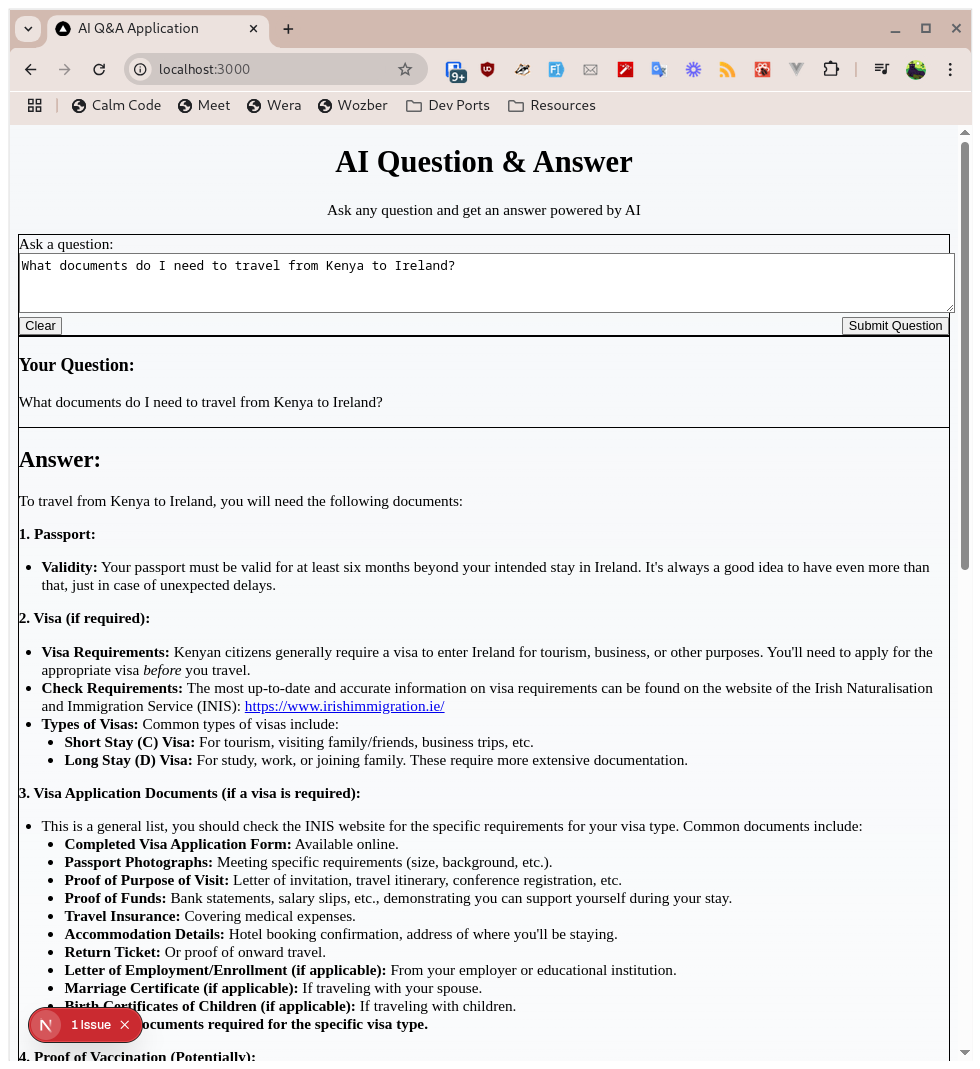 AI Q&A Application
localhost:3000
9+
Calm Code
Meet
Wera
Wozber
Dev Ports
Resources
AI Question & Answer
Ask any question and get an answer powered by AI
Ask a question:
What documents do I need to travel from Kenya to Ireland?
Clear
Submit Question
Your Question:
What documents do I need to travel from Kenya to Ireland?
Answer:
To travel from Kenya to Ireland, you will need the following documents:
1. Passport:
• Validity: Your passport must be valid for at least six months beyond your intended stay in Ireland. It's always a good idea to have even more than
that, just in case of unexpected delays.
2. Visa (if required):
• Visa Requirements: Kenyan citizens generally require a visa to enter Ireland for tourism, business, or other purposes. You'll need to apply for the
appropriate visa before you travel.
• Check Requirements: The most up-to-date and accurate information on visa requirements can be found on the website of the Irish Naturalisation
and Immigration Service (INIS): https://www.irishimmigration.ie/
• Types of Visas: Common types of visas include:
• Short Stay (C) Visa: For tourism, visiting family/friends, business trips, etc.
• Long Stay (D) Visa: For study, work, or joining family. These require more extensive documentation.
3. Visa Application Documents (if a visa is required):
• This is a general list, you should check the INIS website for the specific requirements for your visa type. Common documents include:
• Completed Visa Application Form: Available online.
• Passport Photographs: Meeting specific requirements (size, background, etc.).
• Proof of Purpose of Visit: Letter of invitation, travel itinerary, conference registration, etc.
• Proof of Funds: Bank statements, salary slips, etc., demonstrating you can support yourself during your stay.
• Travel Insurance: Covering medical expenses.
• Accommodation Details: Hotel booking confirmation, address of where you'll be staying.
• Return Ticket: Or proof of onward travel.
• Letter of Employment/Enrollment (if applicable): From your employer or educational institution.
• Marriage Certificate (if applicable): If traveling with your spouse.
• Birth Certificates of Children (if applicable): If traveling with children.
ocuments required for the specific visa type.
N 1 Issue
4. Proof of Vaccination (Potentially):